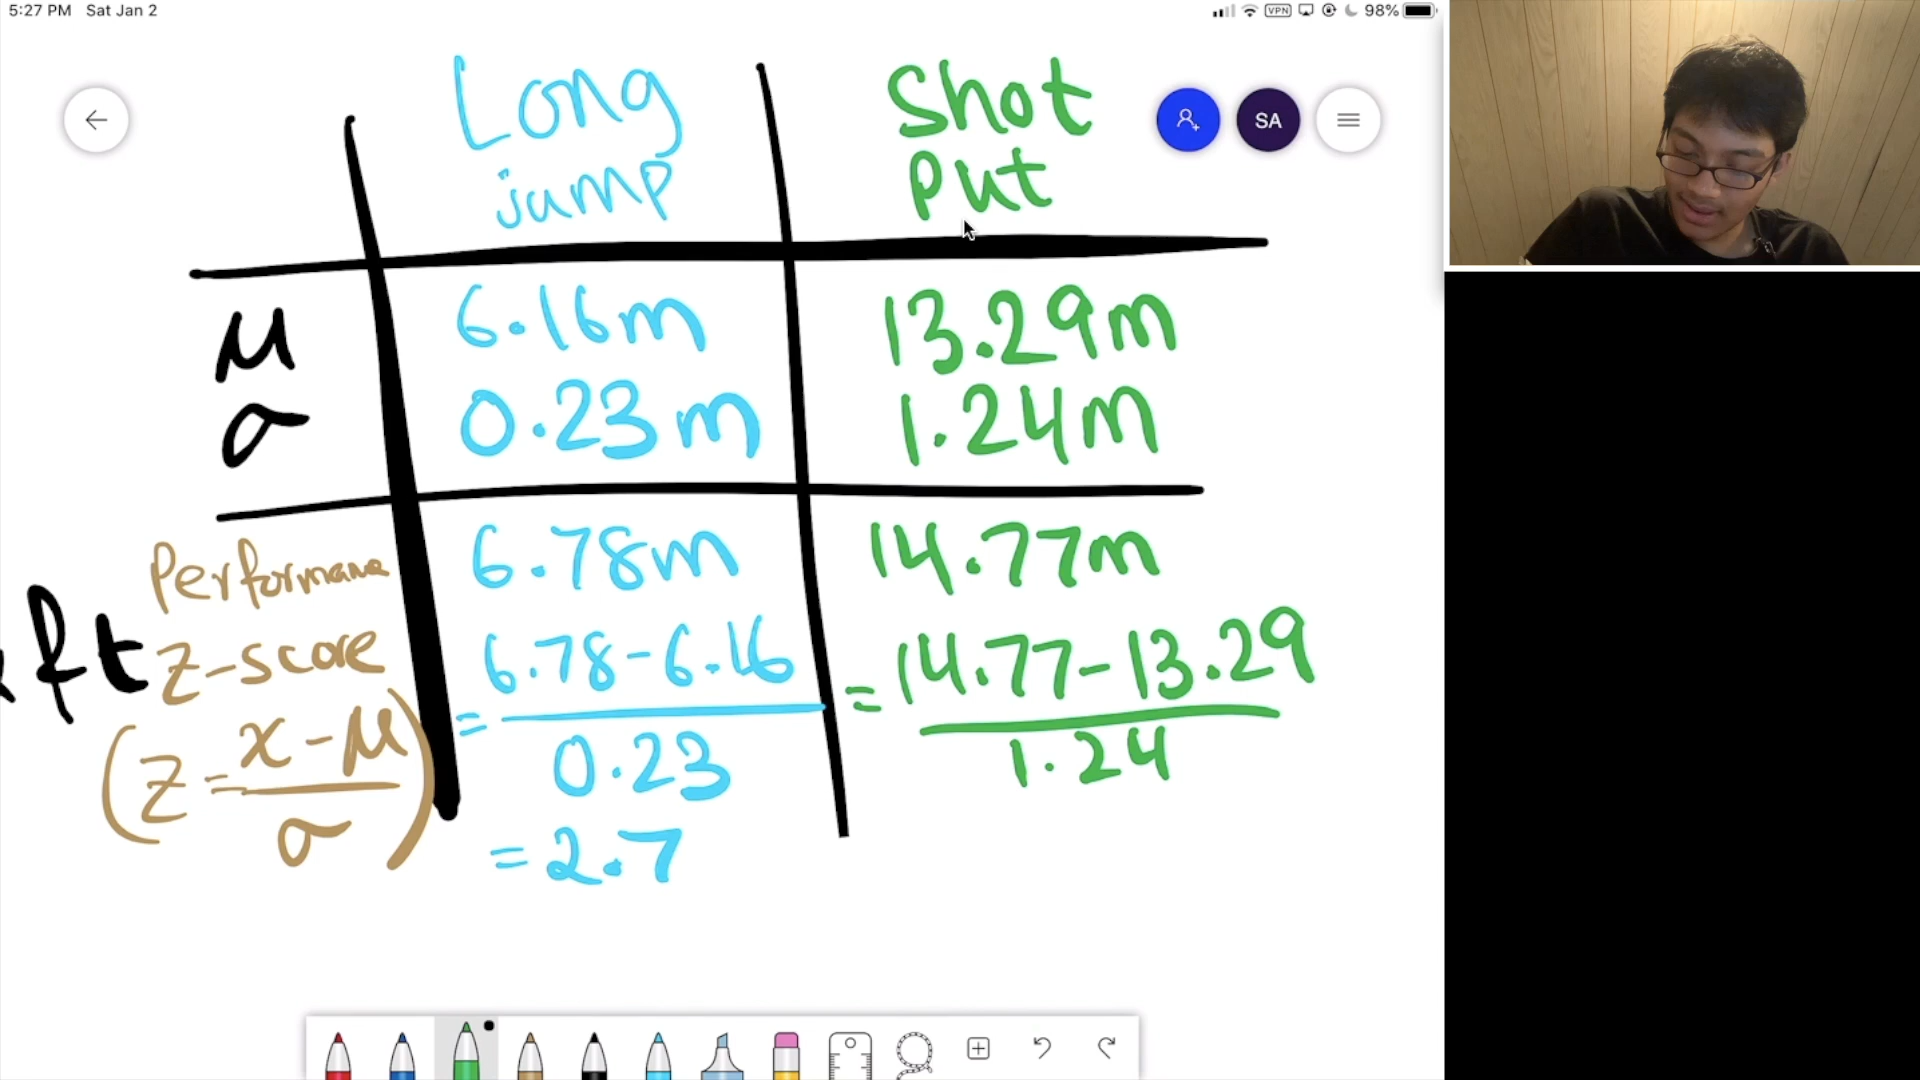 5:27 PM Sat Jan 2
VPN 98%
SA
Long jump
Shot Put
μ 6.16m 13.29m
σ 0.23m 1.24m
Performance 6.78m 14.77m
ft
z-score
(z = x - μ / σ)
= 6.78 - 6.16 / 0.23
= 2.7
= 14.77 - 13.29 / 1.24